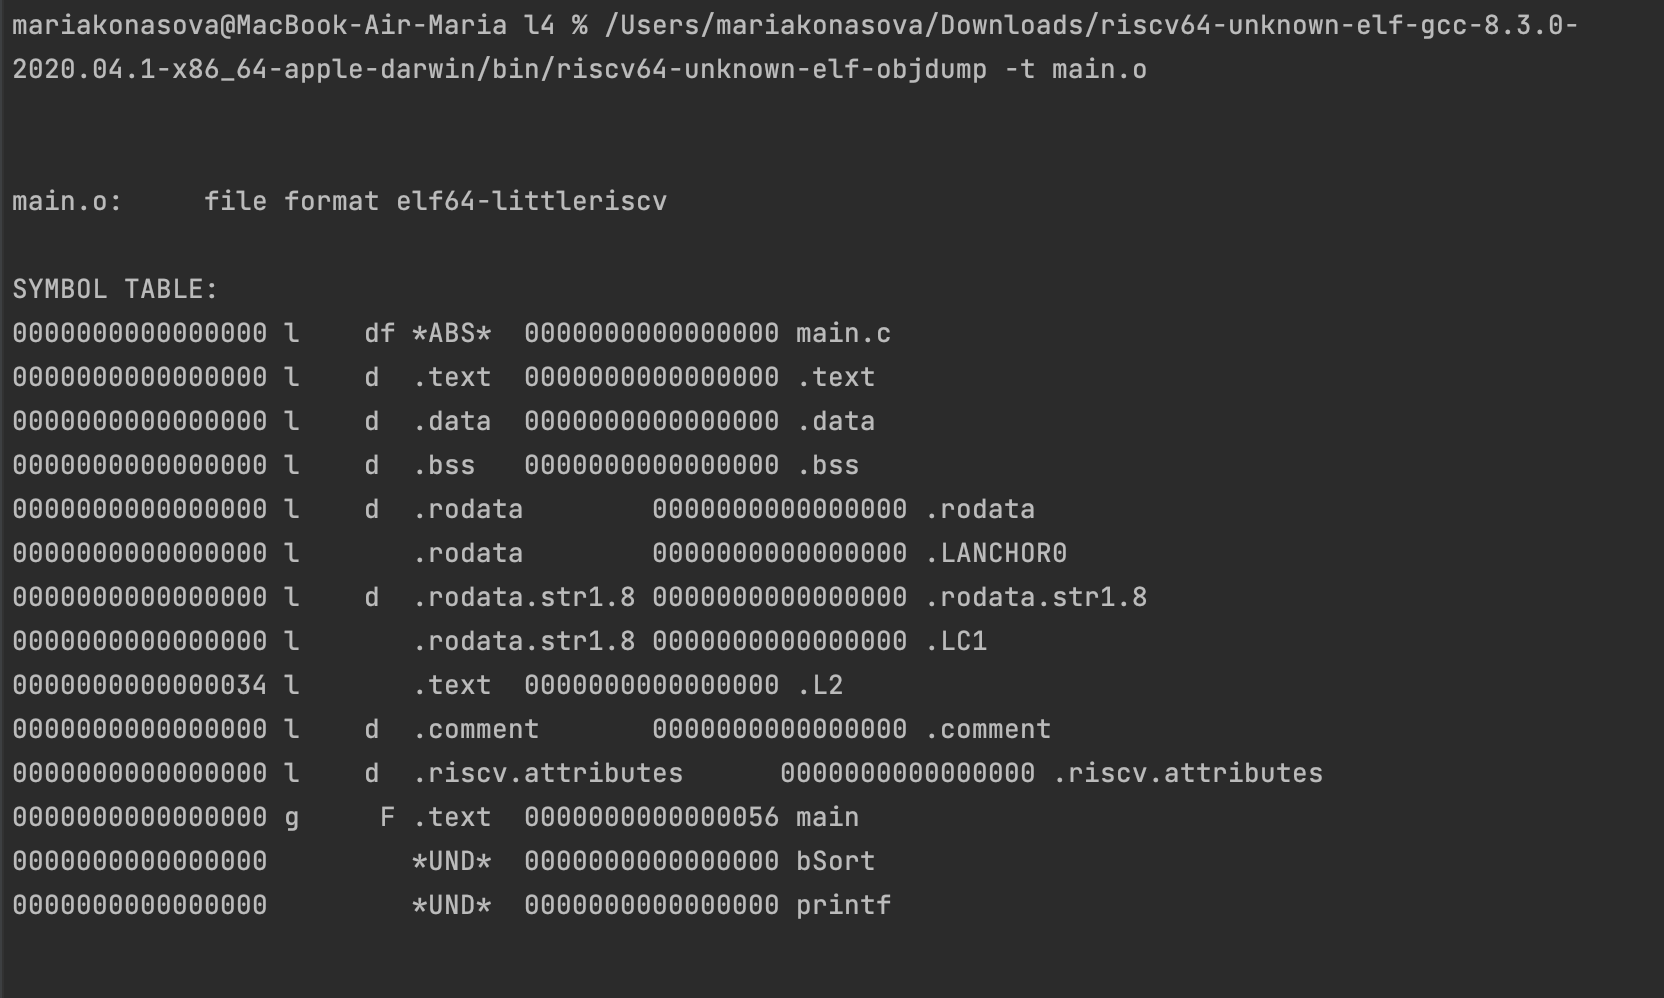 mariakonasova@MacBook-Air-Maria l4 % /Users/mariakonasova/Downloads/riscv64-unknown-elf-gcc-8.3.0-
2020.04.1-x86_64-apple-darwin/bin/riscv64-unknown-elf-objdump -t main.o
main.o:     file format elf64-littleriscv
SYMBOL TABLE:
0000000000000000 l    df *ABS*  0000000000000000 main.c
0000000000000000 l    d  .text  0000000000000000 .text
0000000000000000 l    d  .data  0000000000000000 .data
0000000000000000 l    d  .bss   0000000000000000 .bss
0000000000000000 l    d  .rodata        0000000000000000 .rodata
0000000000000000 l       .rodata        0000000000000000 .LANCHOR0
0000000000000000 l    d  .rodata.str1.8 0000000000000000 .rodata.str1.8
0000000000000000 l       .rodata.str1.8 0000000000000000 .LC1
0000000000000034 l       .text  0000000000000000 .L2
0000000000000000 l    d  .comment       0000000000000000 .comment
0000000000000000 l    d  .riscv.attributes      0000000000000000 .riscv.attributes
0000000000000000 g     F .text  0000000000000056 main
0000000000000000         *UND*  0000000000000000 bSort
0000000000000000         *UND*  0000000000000000 printf